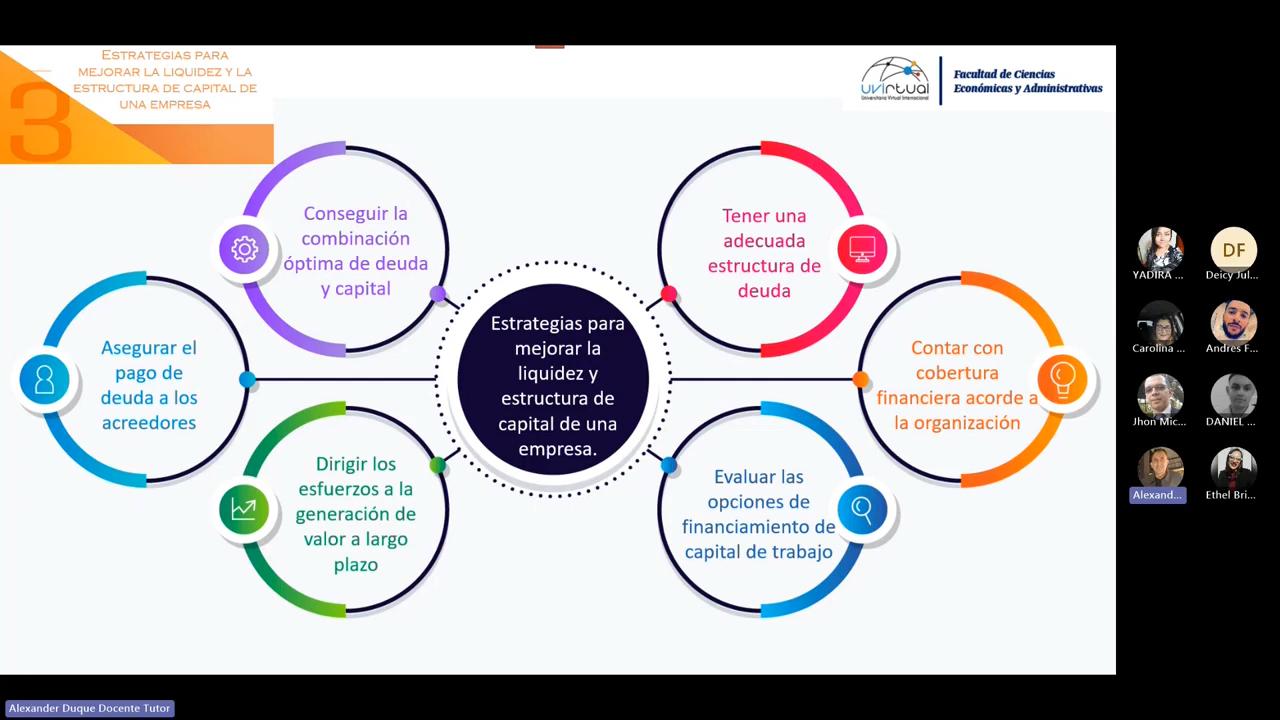 3
ESTRATEGIAS PARA
MEJORAR LA LIQUIDEZ Y LA
ESTRUCTURA DE CAPITAL DE
UNA EMPRESA
uvirtual
Universitaria Virtual Internacional
Facultad de Ciencias
Económicas y Administrativas
Conseguir la
combinación
óptima de deuda
y capital
Tener una
adecuada
estructura de
deuda
Asegurar el
pago de
deuda a los
acreedores
Estrategias para
mejorar la
liquidez y
estructura de
capital de una
empresa.
Contar con
cobertura
financiera acorde a
la organización
Dirigir los
esfuerzos a la
generación de
valor a largo
plazo
Evaluar las
opciones de
financiamiento de
capital de trabajo
YADIRA ...
DF
Deicy Jul...
Carolina ...
Andres F...
Jhon Mic...
DANIEL ...
Alexand...
Ethel Bri...
Alexander Duque Docente Tutor